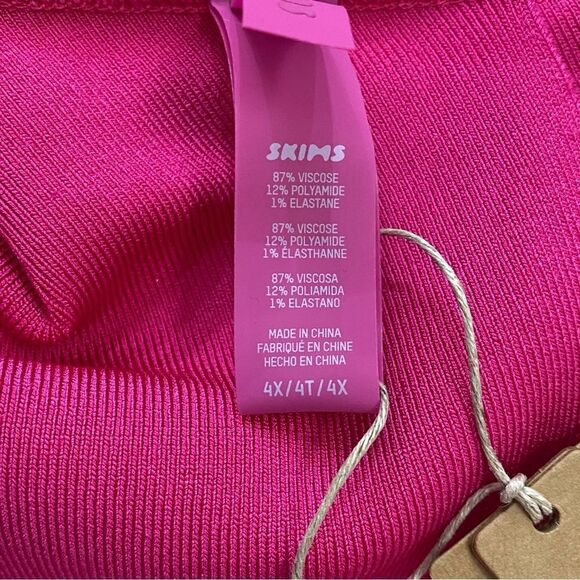 SKIMS
87% VISCOSE
12% POLYAMIDE
1% ELASTANE
87% VISCOSE
12% POLYAMIDE
1% ÉLASTHANNE
87% VISCOSA
12% POLIAMIDA
1% ELASTANO
MADE IN CHINA
FABRIQUÉ EN CHINE
HECHO EN CHINA
4X/4T/4X